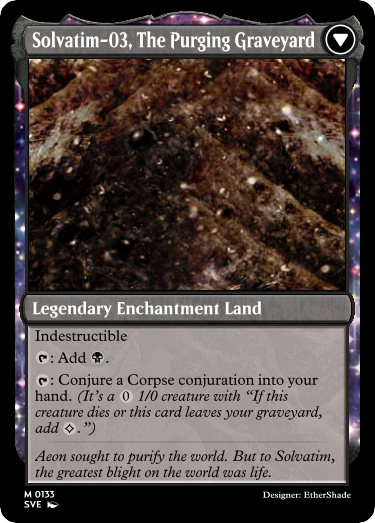 Solvatim-03, The Purging Graveyard
Legendary Enchantment Land
Indestructible
: Add .
: Conjure a Corpse conjuration into your
hand. (It's a 0 1/0 creature with "If this
creature dies or this card leaves your graveyard,
add .")
Aeon sought to purify the world. But to Solvatim,
the greatest blight on the world was life.
M 0133
SVE
Designer: EtherShade